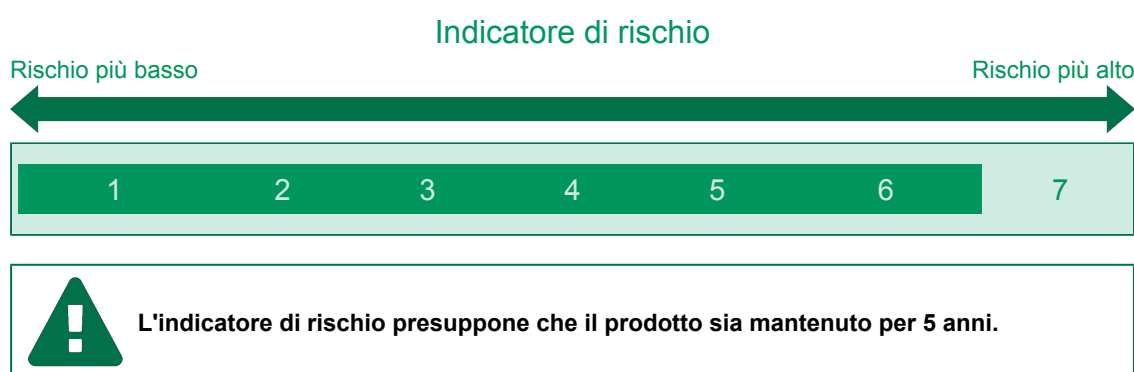 Indicatore di rischio
Rischio più basso Rischio più alto
1 2 3 4 5 6 7
L'indicatore di rischio presuppone che il prodotto sia mantenuto per 5 anni.